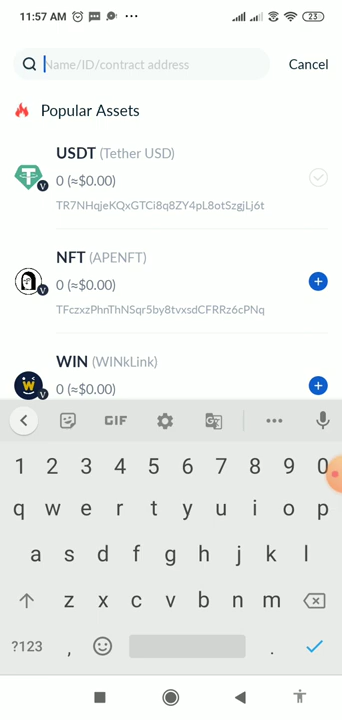 11:57 AM
23
Name/ID/contract address
Cancel
Popular Assets
USDT (Tether USD)
0 (≈$0.00)
TR7NHqjeKQxGTCi8q8ZY4pL8otSzgjLj6t
NFT (APENFT)
0 (≈$0.00)
TFczxzPhnThNSqr5by8tvxsdCFRRz6cPNq
WIN (WINkLink)
0 (≈$0.00)
GIF
1 2 3 4 5 6 7 8 9 0
q w e r t y u i o p
a s d f g h j k l
z x c v b n m
?123 , .